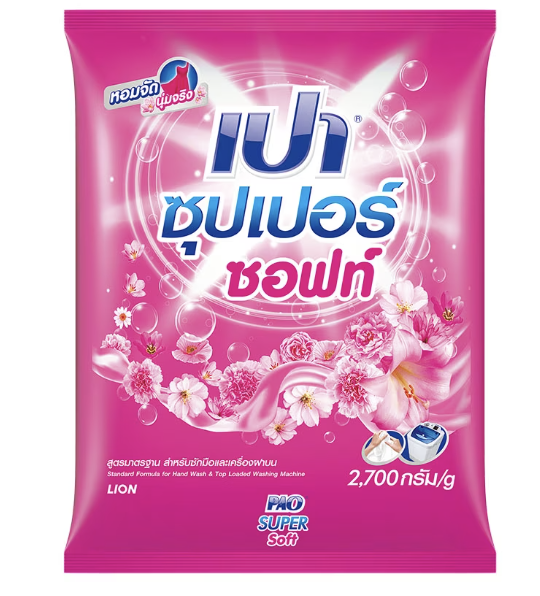 หอมจัด
นุ่มจริง
เปา®
ซุปเปอร์
ซอฟท์
สูตรมาตรฐาน สำหรับซักมือและเครื่องฝาบน
Standard Formula for Hand Wash & Top Loaded Washing Machine
LION
2,700 กรัม/g
PAO
SUPER
Soft